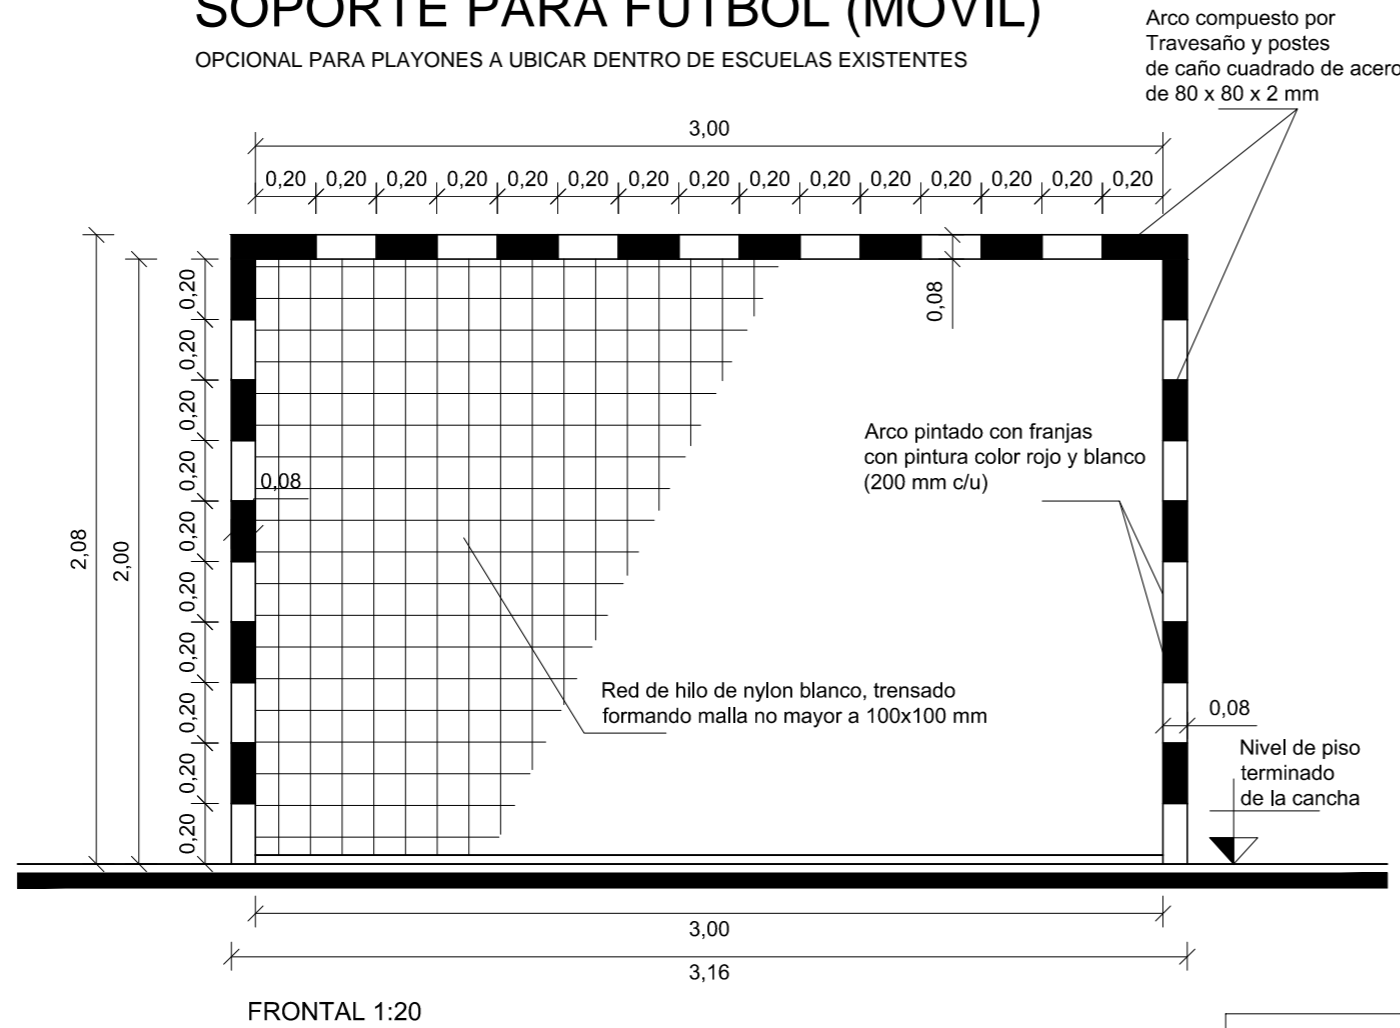 SOPORTE PARA FUTBOL (MOVIL)
OPCIONAL PARA PLAYONES A UBICAR DENTRO DE ESCUELAS EXISTENTES
Arco compuesto por
Travesaño y postes
de caño cuadrado de acero
de 80 x 80 x 2 mm
3,00
0,20 0,20 0,20 0,20 0,20 0,20 0,20 0,20 0,20 0,20 0,20 0,20 0,20 0,20 0,20
0,08
2,08
2,00
0,20
0,20
0,20
0,20
0,20
0,20
0,20
0,20
0,20
0,20
0,08
Arco pintado con franjas
con pintura color rojo y blanco
(200 mm c/u)
Red de hilo de nylon blanco, trensado
formando malla no mayor a 100x100 mm
0,08
Nivel de piso
terminado
de la cancha
3,00
3,16
FRONTAL 1:20